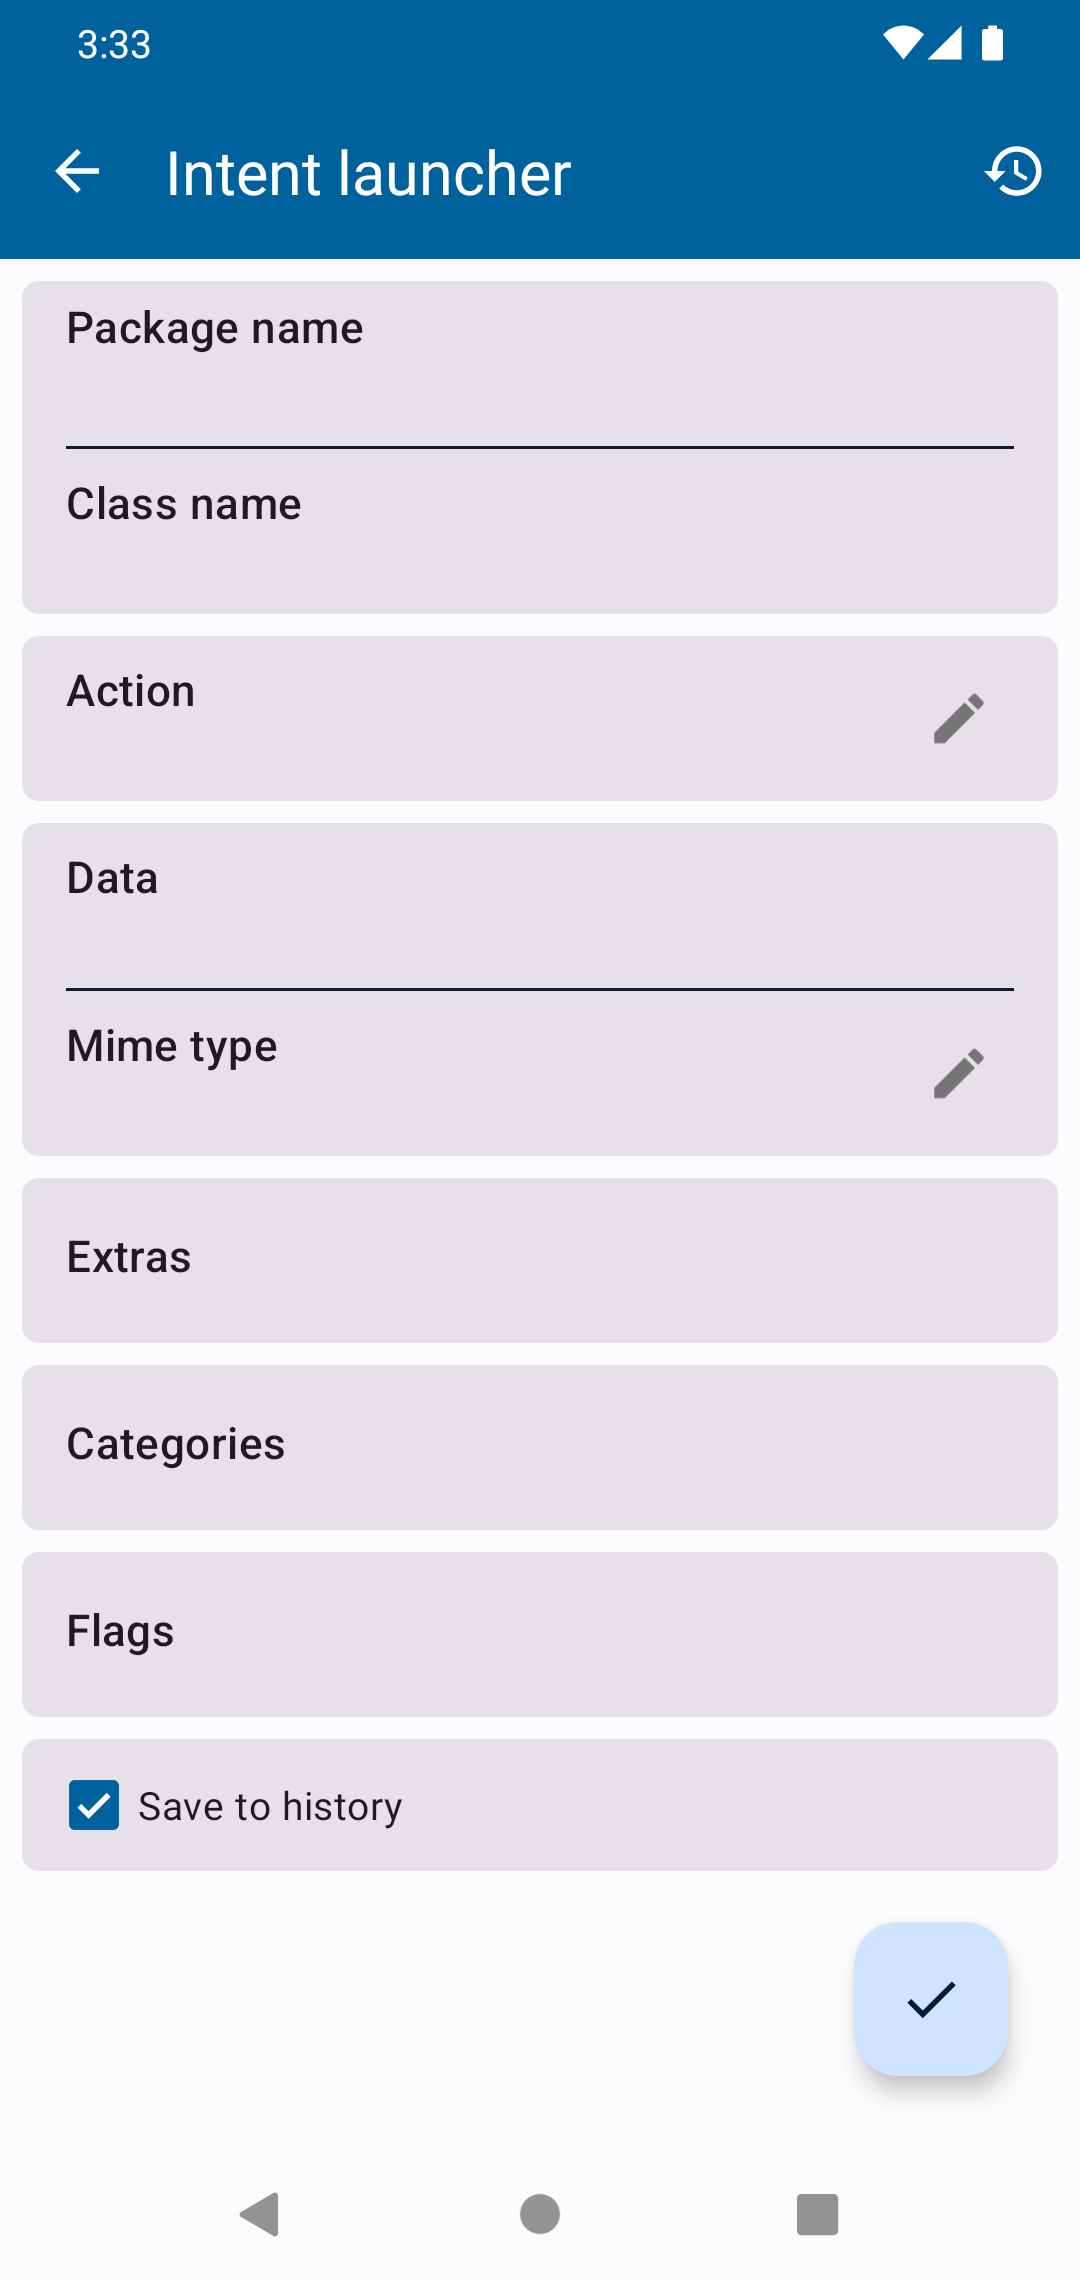 3:33
Intent launcher
Package name
Class name
Action
Data
Mime type
Extras
Categories
Flags
Save to history